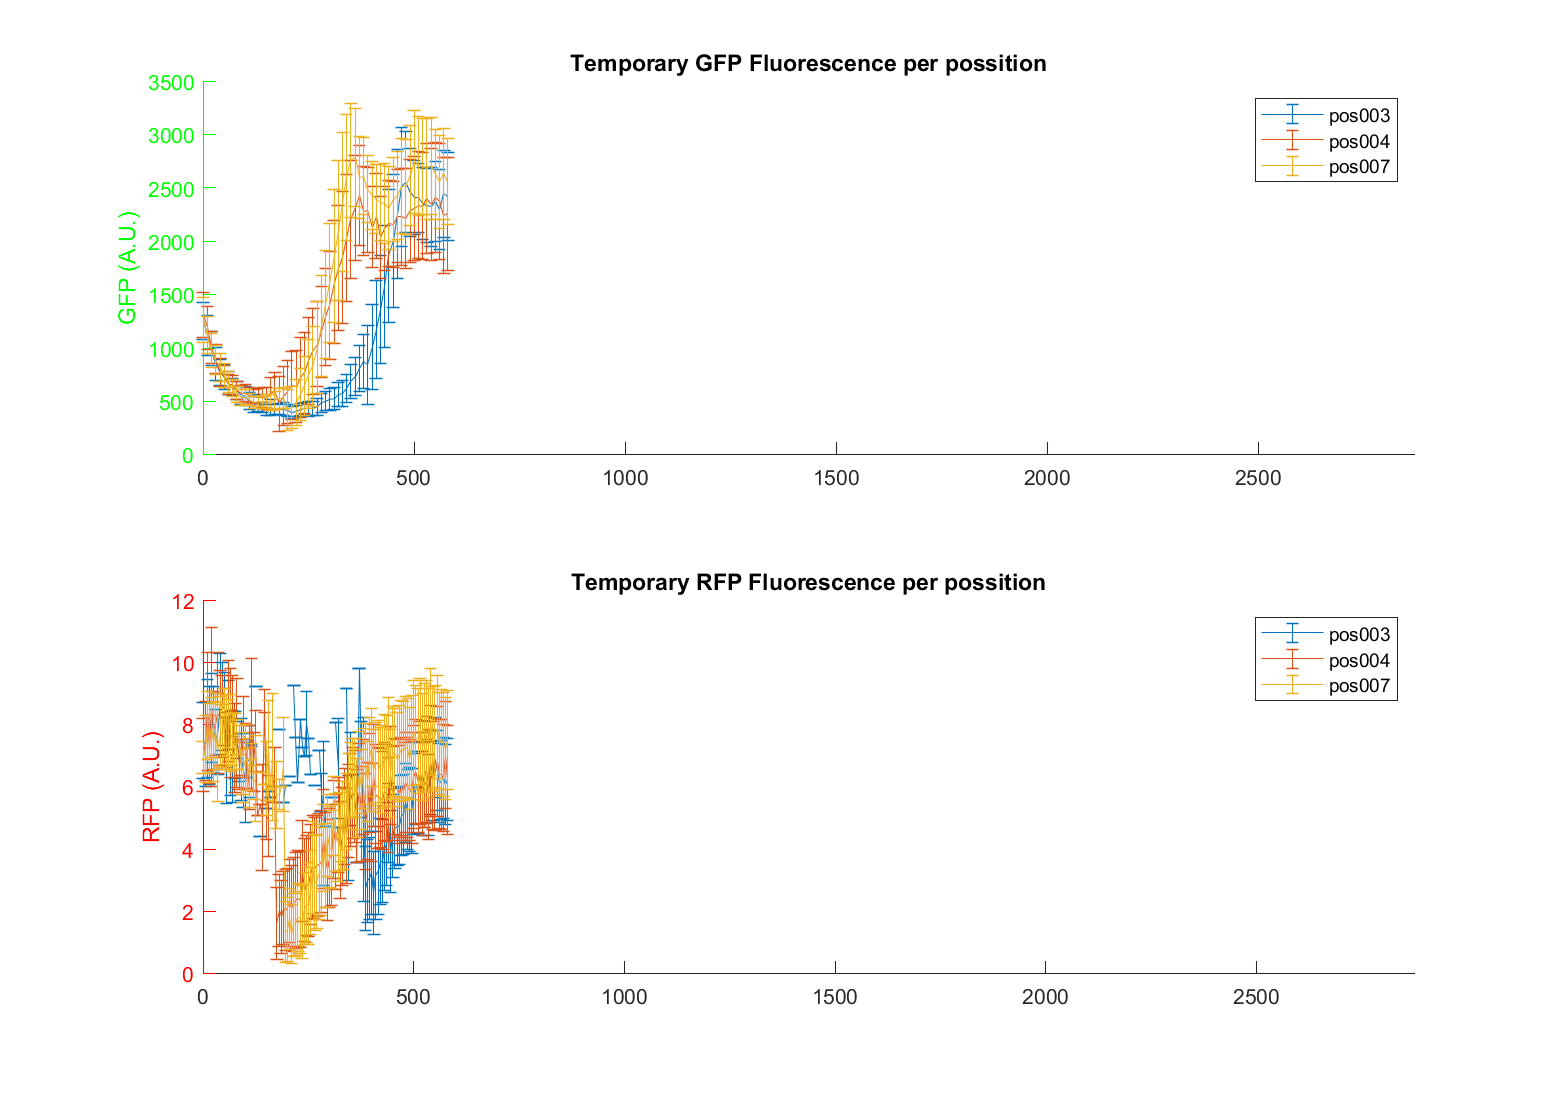 Temporary GFP Fluorescence per possition
3500
3000
2500
2000
1500
1000
500
0
GFP (A.U.)
pos003
pos004
pos007
0 500 1000 1500 2000 2500
Temporary RFP Fluorescence per possition
12
10
8
6
4
2
0
RFP (A.U.)
pos003
pos004
pos007
0 500 1000 1500 2000 2500